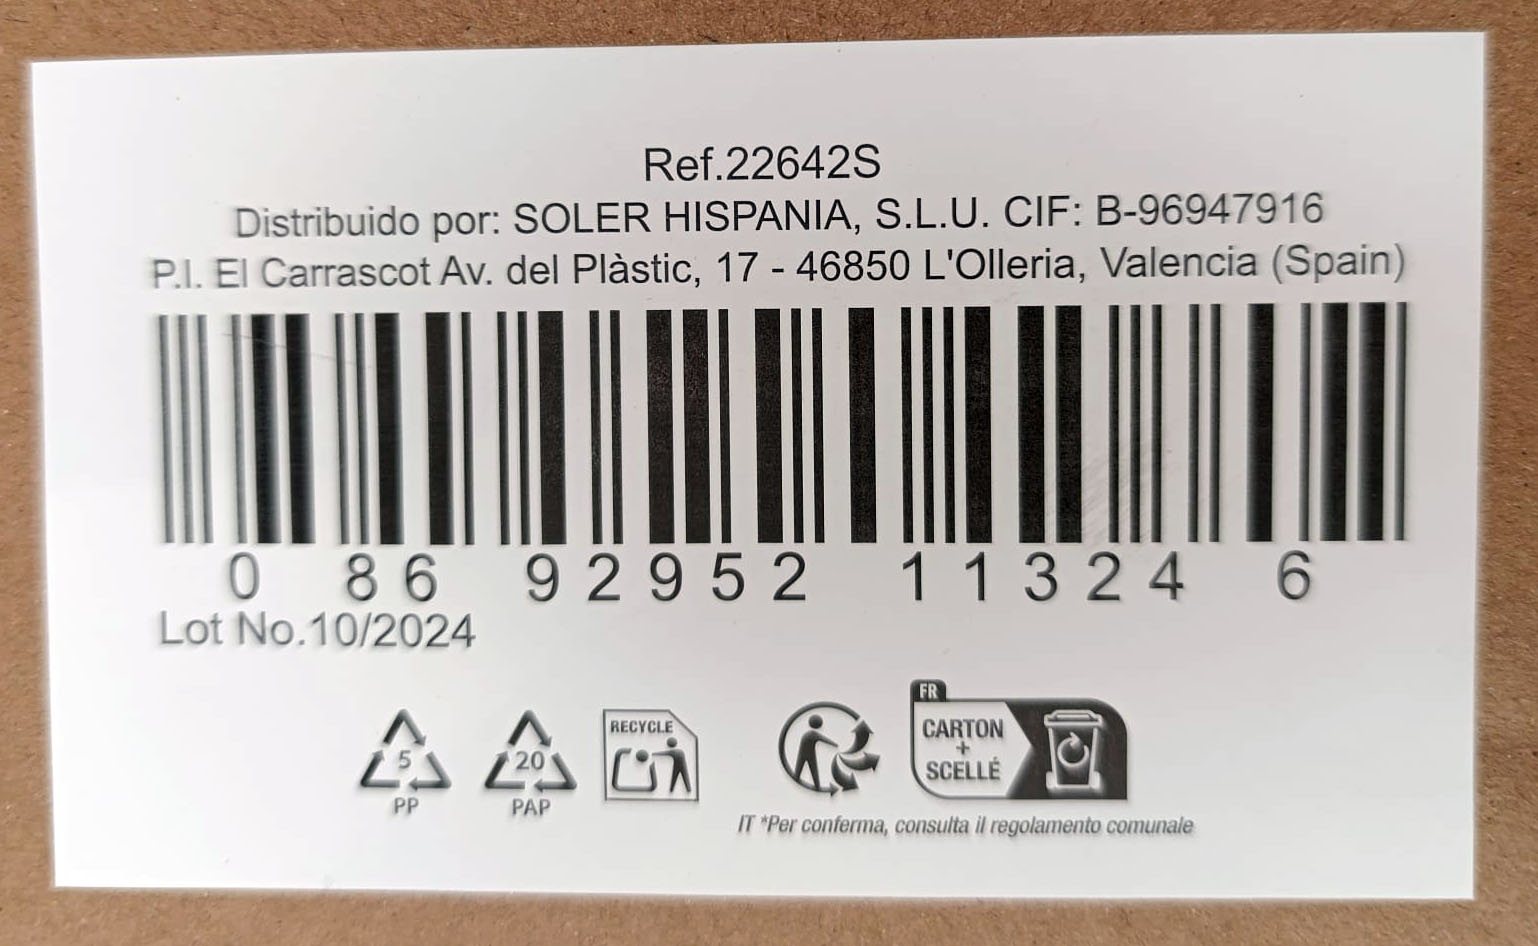 Ref.22642S
Distribuido por: SOLER HISPANIA, S.L.U. CIF: B-96947916
P.I. El Carrascot Av. del Plàstic, 17 - 46850 L'Olleria, Valencia (Spain)
0 86 92952 11324 6
Lot No.10/2024
5
PP
20
PAP
RECYCLE
FR
CARTON
+
SCELLÉ
IT *Per conferma, consulta il regolamento comunale